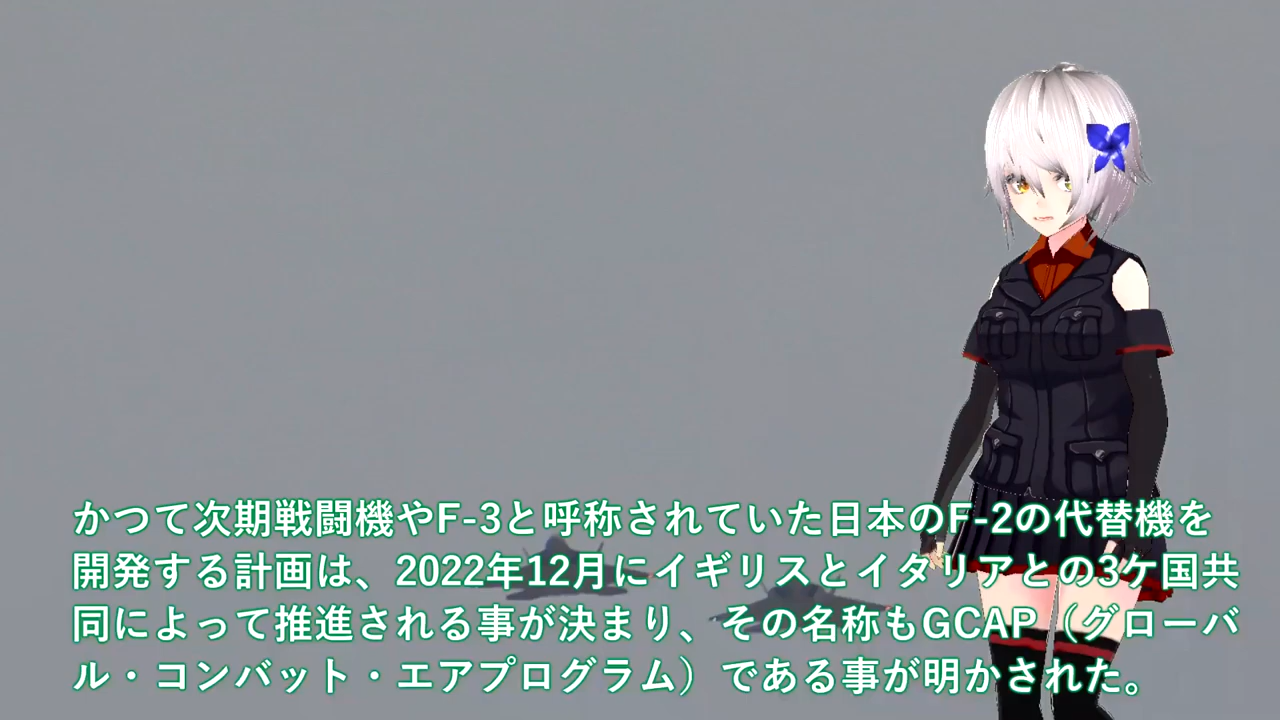 かつて次期戦闘機やF-3と呼称されていた日本のF-2の代替機を
開発する計画は、2022年12月にイギリスとイタリアとの3ケ国共
同によって推進される事が決まり、その名称もGCAP（グローバ
ル・コンバット・エアプログラム）である事が明かされた。